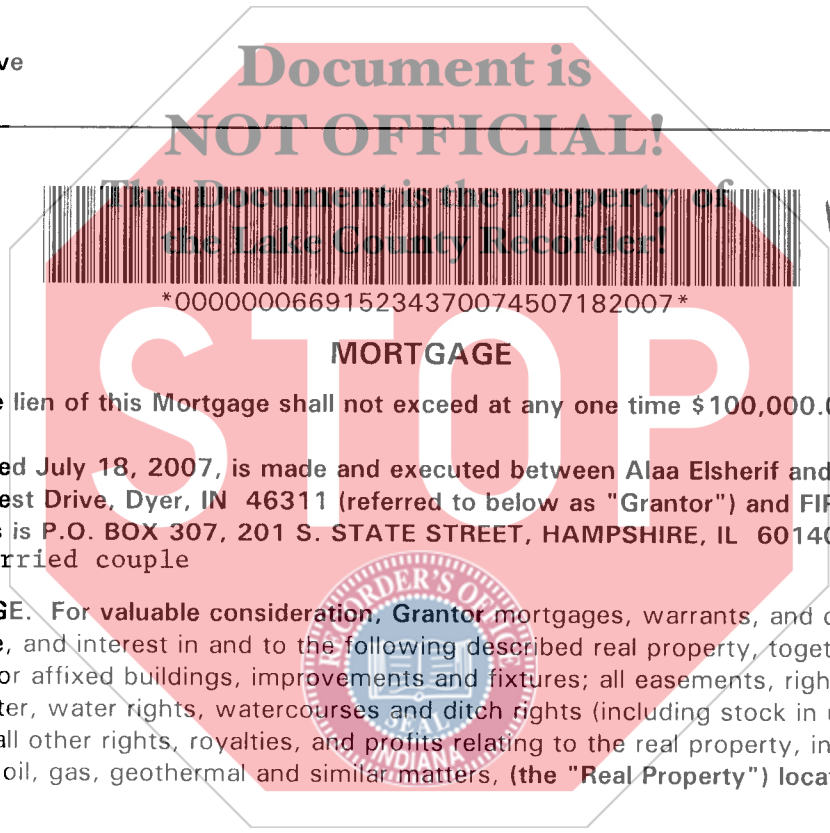 ve
Document is
NOT OFFICIAL!
This Document is the property of
the Lake County Recorder!
*000000066915234370074507182007*
MORTGAGE
e lien of this Mortgage shall not exceed at any one time $100,000.0
ed July 18, 2007, is made and executed between Alaa Elsherif and
est Drive, Dyer, IN 46311 (referred to below as "Grantor") and FIR
s is P.O. BOX 307, 201 S. STATE STREET, HAMPSHIRE, IL 60140
rried couple
GE. For valuable consideration, Grantor mortgages, warrants, and c
e, and interest in and to the following described real property, toget
or affixed buildings, improvements and fixtures; all easements, righ
ter, water rights, watercourses and ditch rights (including stock in
all other rights, royalties, and profits relating to the real property, in
oil, gas, geothermal and similar matters, (the "Real Property") loca
STOP
RECORDER'S OFFICE
SEAL
INDIANA